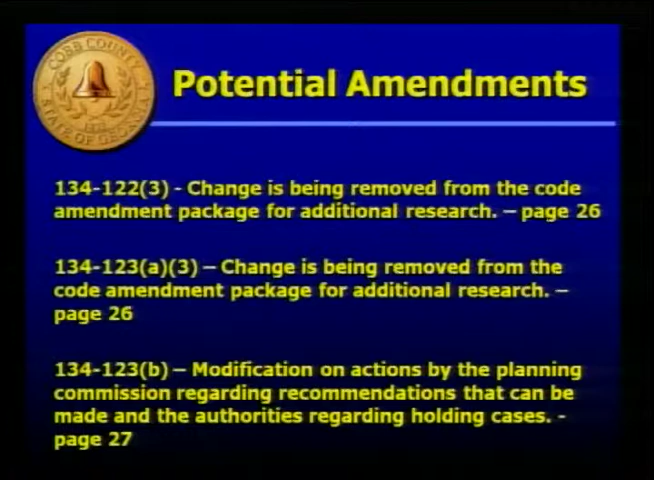 COBB COUNTY
STATE OF GEORGIA
Potential Amendments
134-122(3) - Change is being removed from the code
amendment package for additional research. – page 26
134-123(a)(3) – Change is being removed from the
code amendment package for additional research. –
page 26
134-123(b) – Modification on actions by the planning
commission regarding recommendations that can be
made and the authorities regarding holding cases. -
page 27